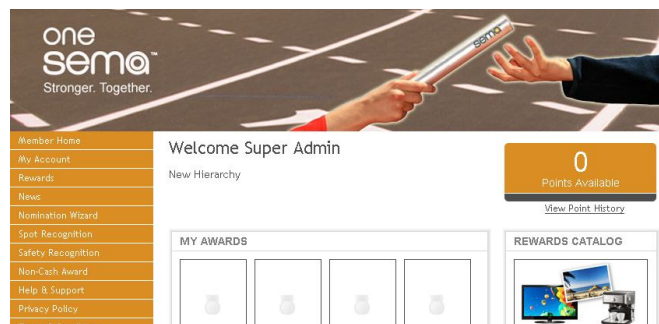 one
sema™
Stronger. Together.
sema
Member Home
My Account
Rewards
News
Nomination Wizard
Spot Recognition
Safety Recognition
Non-Cash Award
Help & Support
Privacy Policy
Welcome Super Admin
New Hierarchy
0
Points Available
View Point History
MY AWARDS
REWARDS CATALOG